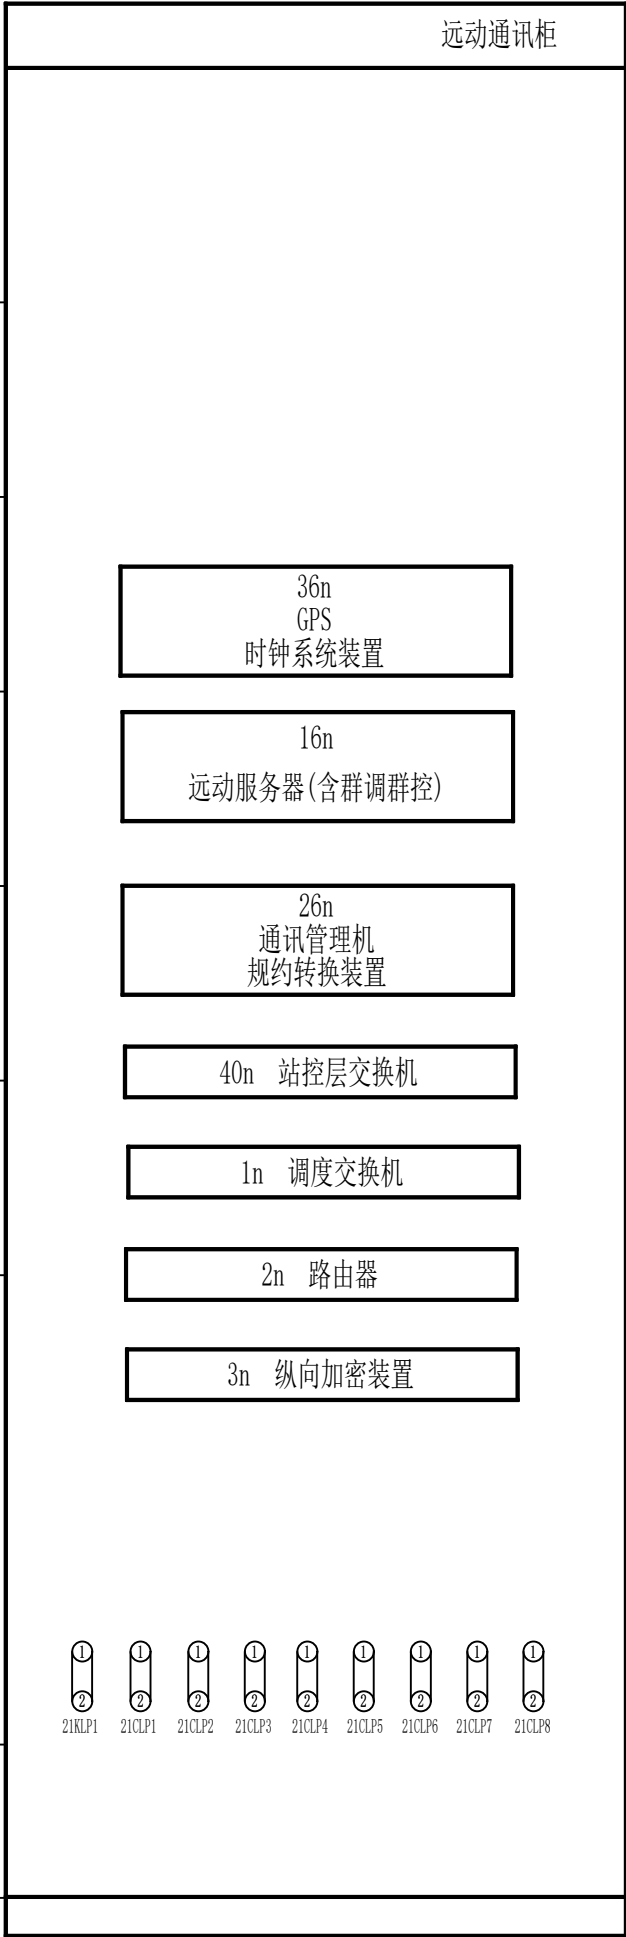 远动通讯柜
36n
GPS
时钟系统装置
16n
远动服务器(含群调群控)
26n
通讯管理机
规约转换装置
40n 站控层交换机
1n 调度交换机
2n 路由器
3n 纵向加密装置
1 1 1 1 1 1 1 1 1
2 2 2 2 2 2 2 2 2
21KLP1 21CLP1 21CLP2 21CLP3 21CLP4 21CLP5 21CLP6 21CLP7 21CLP8